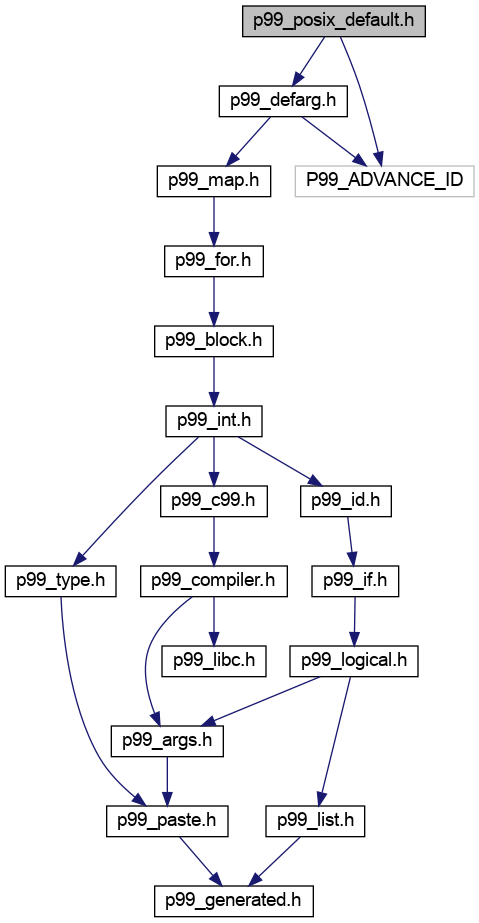 p99_posix_default.h
p99_defarg.h
p99_map.h
P99_ADVANCE_ID
p99_for.h
p99_block.h
p99_int.h
p99_c99.h
p99_id.h
p99_type.h
p99_compiler.h
p99_if.h
p99_libc.h
p99_logical.h
p99_args.h
p99_paste.h
p99_list.h
p99_generated.h